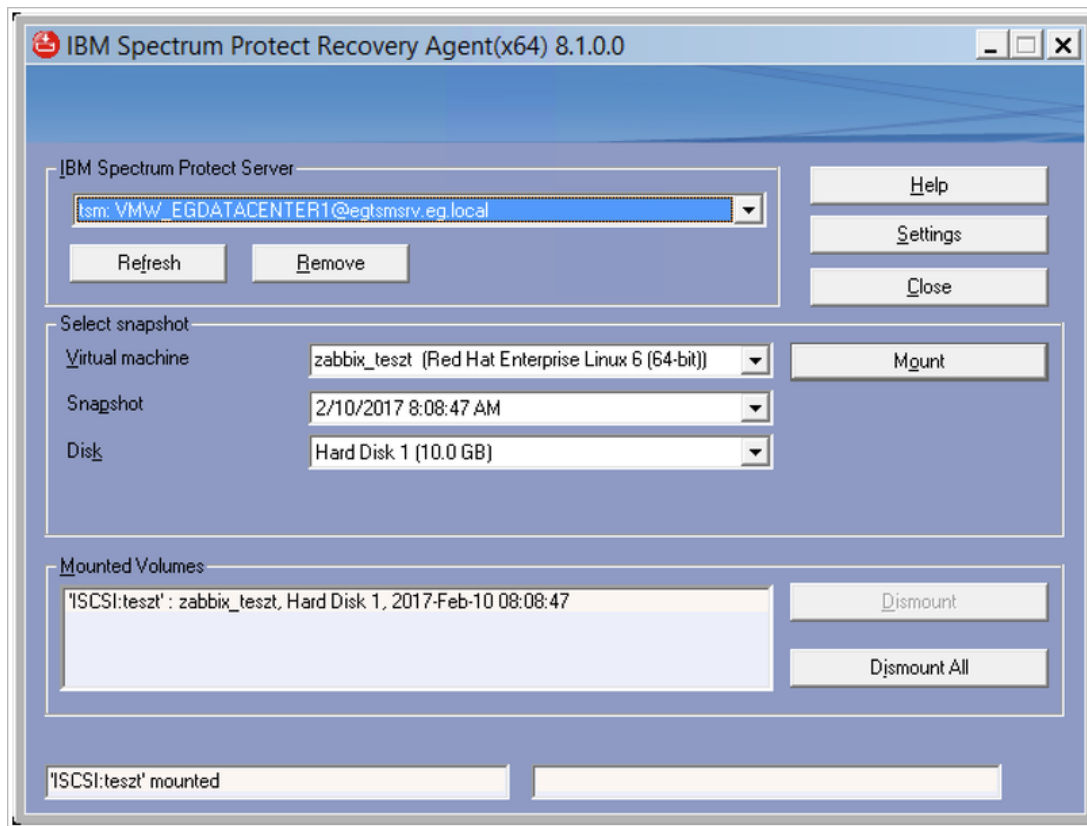 IBM Spectrum Protect Recovery Agent(x64) 8.1.0.0
IBM Spectrum Protect Server
tsm: VMW_EGDATACENTER1@egtsmsrv.eg.local
Refresh
Remove
Help
Settings
Close
Select snapshot
Virtual machine
zabbix_teszt (Red Hat Enterprise Linux 6 (64-bit))
Mount
Snapshot
2/10/2017 8:08:47 AM
Disk
Hard Disk 1 (10.0 GB)
Mounted Volumes
'ISCSI:teszt' : zabbix_teszt, Hard Disk 1, 2017-Feb-10 08:08:47
Dismount
Dismount All
'ISCSI:teszt' mounted